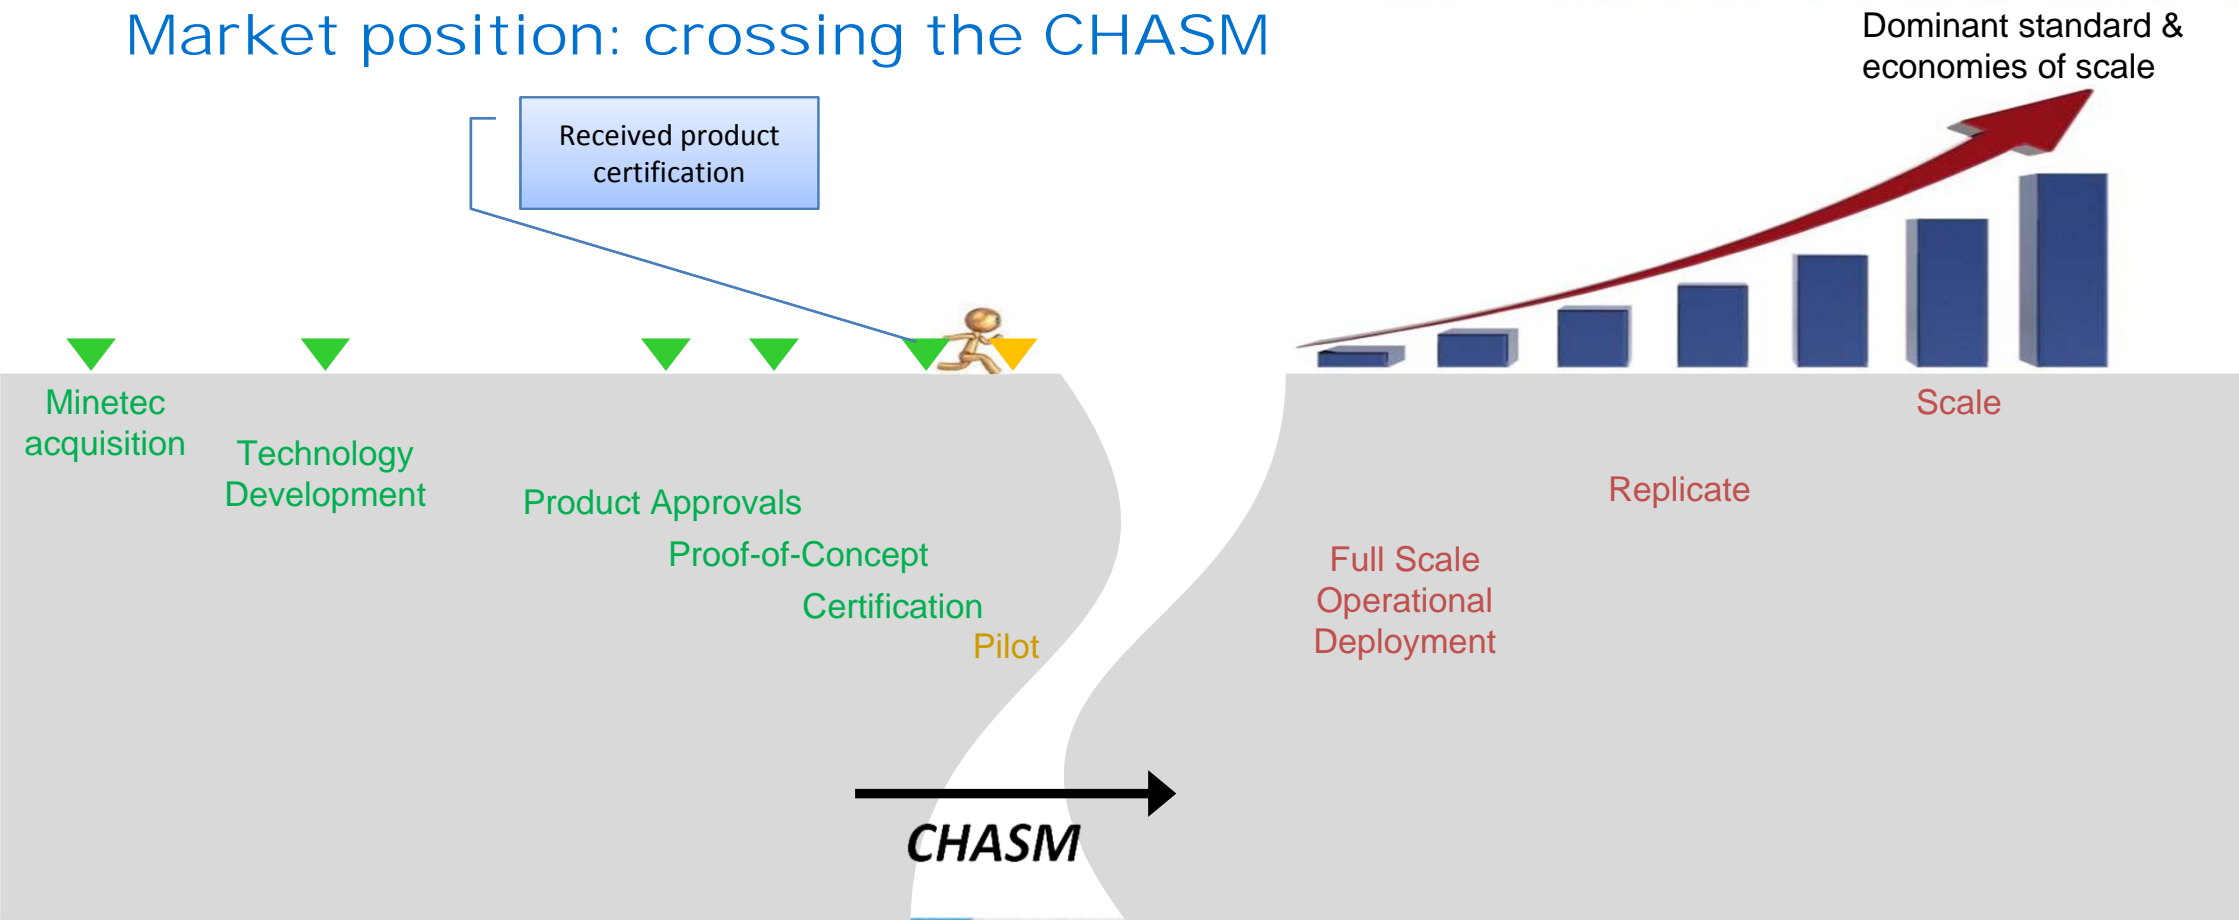 Market position: crossing the CHASM
Dominant standard &
economies of scale
Received product
certification
Minetec
acquisition
Technology
Development
Product Approvals
Proof-of-Concept
Certification
Pilot
Scale
Replicate
Full Scale
Operational
Deployment
CHASM